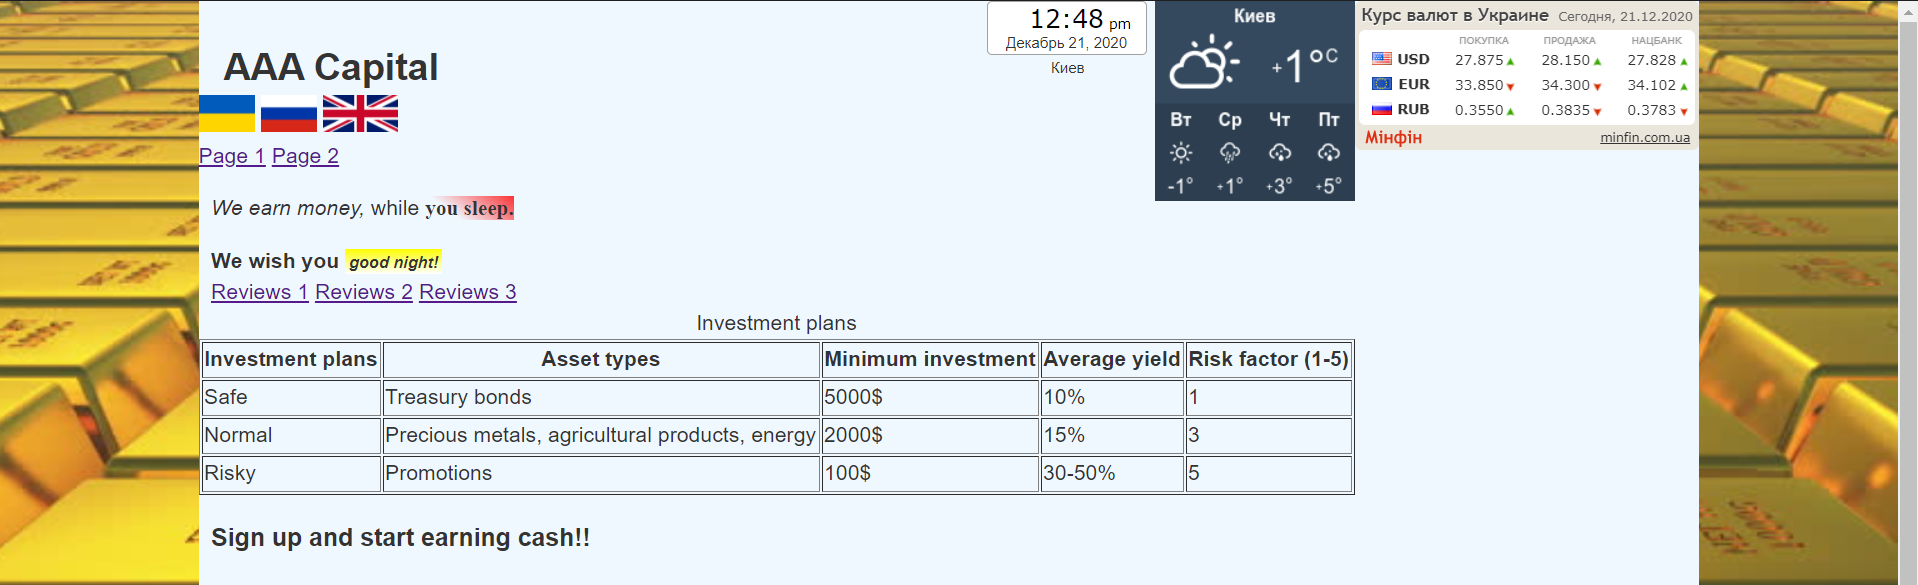 AAA Capital
Page 1 Page 2
We earn money, while you sleep.
We wish you good night!
Reviews 1 Reviews 2 Reviews 3
12:48 pm
Декабрь 21, 2020
Киев
Киев
+1°C
Вт Ср Чт Пт
-1° +1° +3° +5°
Курс валют в Украине Сегодня, 21.12.2020
ПОКУПКА ПРОДАЖА НАЦБАНК
USD 27.875 28.150 27.828
EUR 33.850 34.300 34.102
RUB 0.3550 0.3835 0.3783
Мінфін minfin.com.ua
Investment plans
Investment plans Asset types Minimum investment Average yield Risk factor (1-5)
Safe Treasury bonds 5000$ 10% 1
Normal Precious metals, agricultural products, energy 2000$ 15% 3
Risky Promotions 100$ 30-50% 5
Sign up and start earning cash!!